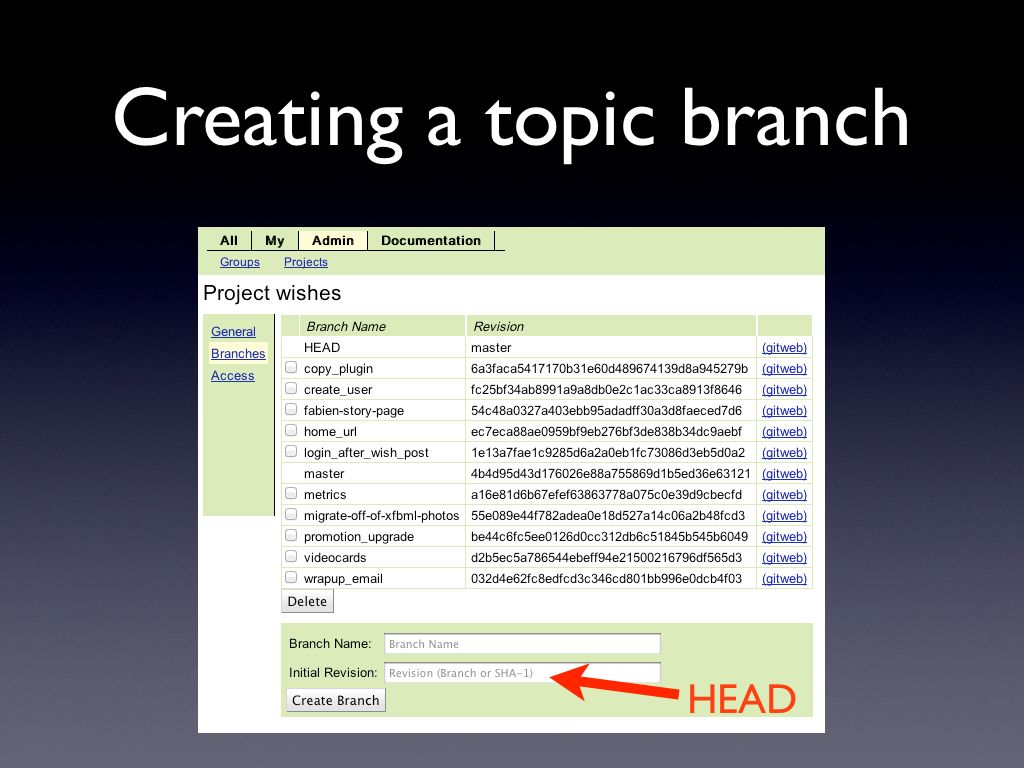 Creating a topic branch
All My Admin Documentation
Groups Projects
Project wishes
General
Branches
Access
Branch Name Revision
HEAD master (gitweb)
copy_plugin 6a3faca5417170b31e60d489674139d8a945279b (gitweb)
create_user fc25bf34ab8991a9a8db0e2c1ac33ca8913f8646 (gitweb)
fabien-story-page 54c48a0327a403ebb95adadff30a3d8faeced7d6 (gitweb)
home_url ec7eca88ae0959bf9eb276bf3de838b34dc9aebf (gitweb)
login_after_wish_post 1e13a7fae1c9285d6a2a0eb1fc73086d3eb5d0a2 (gitweb)
master 4b4d95d43d176026e88a755869d1b5ed36e63121 (gitweb)
metrics a16e81d6b67efef63863778a075c0e39d9cbecfd (gitweb)
migrate-off-of-xfbml-photos 55e089e44f782adea0e18d527a14c06a2b48fcd3 (gitweb)
promotion_upgrade be44c6fc5ee0126d0cc312db6c51845b545b6049 (gitweb)
videocards d2b5ec5a786544ebeff94e21500216796df565d3 (gitweb)
wrapup_email 032d4e62fc8edfcd3c346cd801bb996e0dcb4f03 (gitweb)
Delete
Branch Name: Branch Name
Initial Revision: Revision (Branch or SHA-1)
Create Branch
HEAD